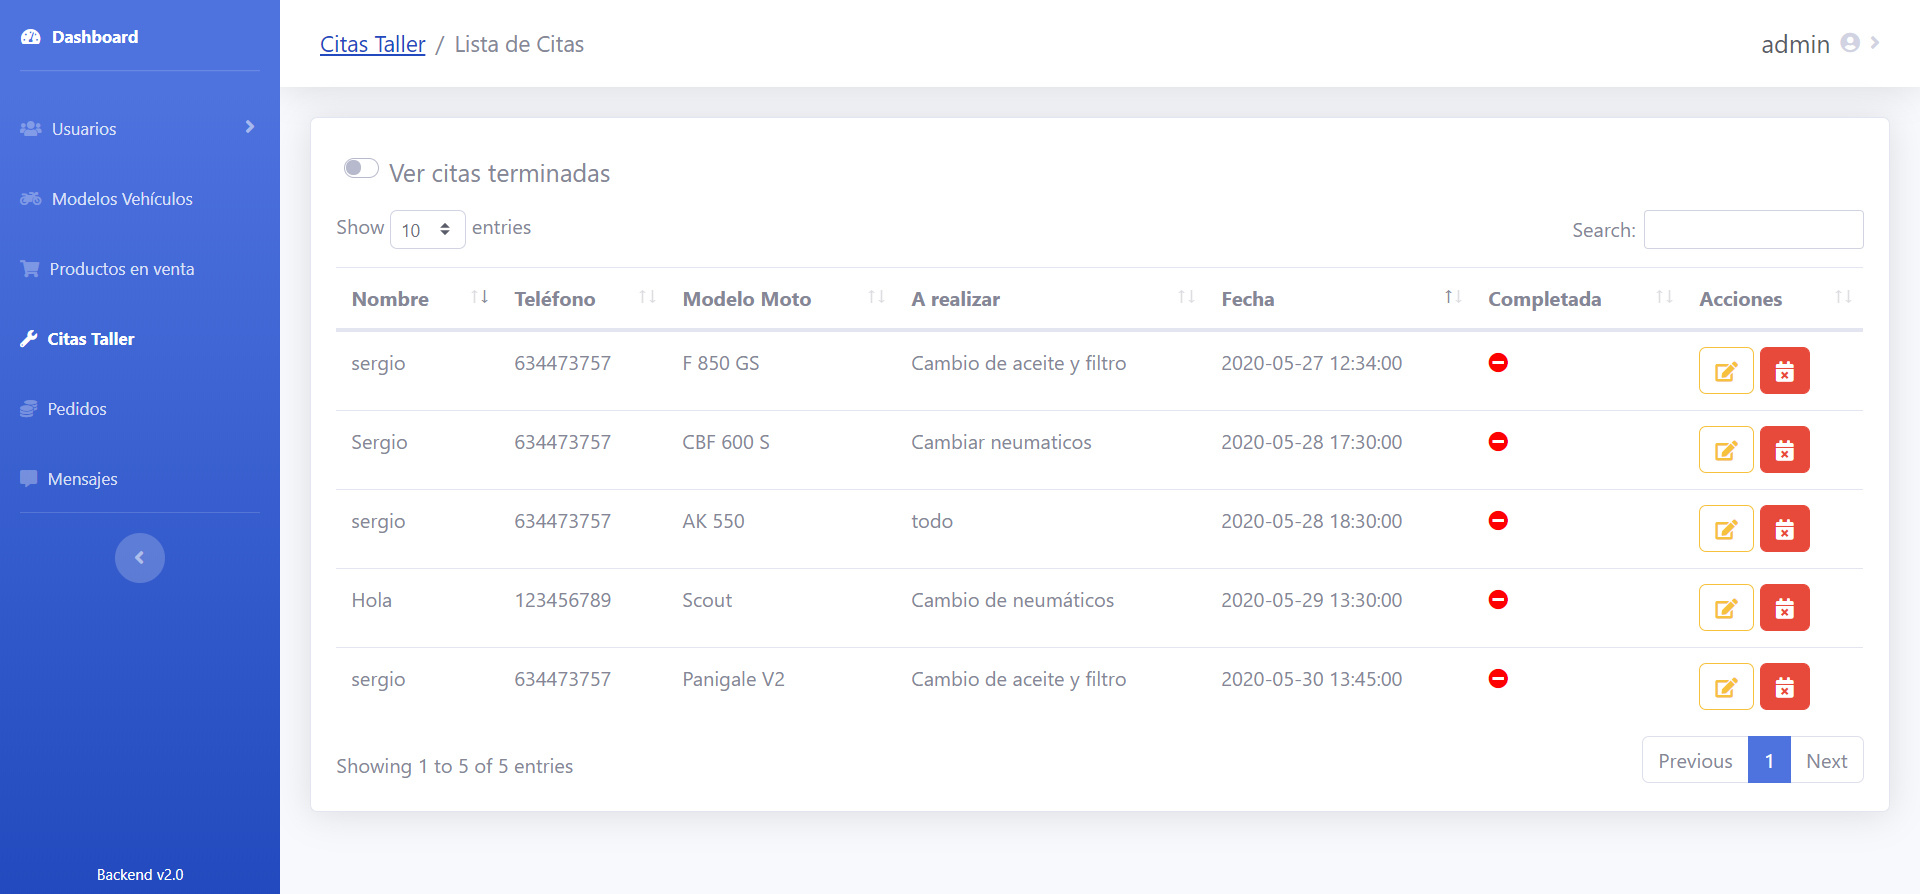 Dashboard
Usuarios
Modelos Vehículos
Productos en venta
Citas Taller
Pedidos
Mensajes
Backend v2.0
Citas Taller / Lista de Citas
admin
Ver citas terminadas
Show 10 entries
Search:
Nombre Teléfono Modelo Moto A realizar Fecha Completada Acciones
sergio 634473757 F 850 GS Cambio de aceite y filtro 2020-05-27 12:34:00
Sergio 634473757 CBF 600 S Cambiar neumaticos 2020-05-28 17:30:00
sergio 634473757 AK 550 todo 2020-05-28 18:30:00
Hola 123456789 Scout Cambio de neumáticos 2020-05-29 13:30:00
sergio 634473757 Panigale V2 Cambio de aceite y filtro 2020-05-30 13:45:00
Showing 1 to 5 of 5 entries
Previous 1 Next